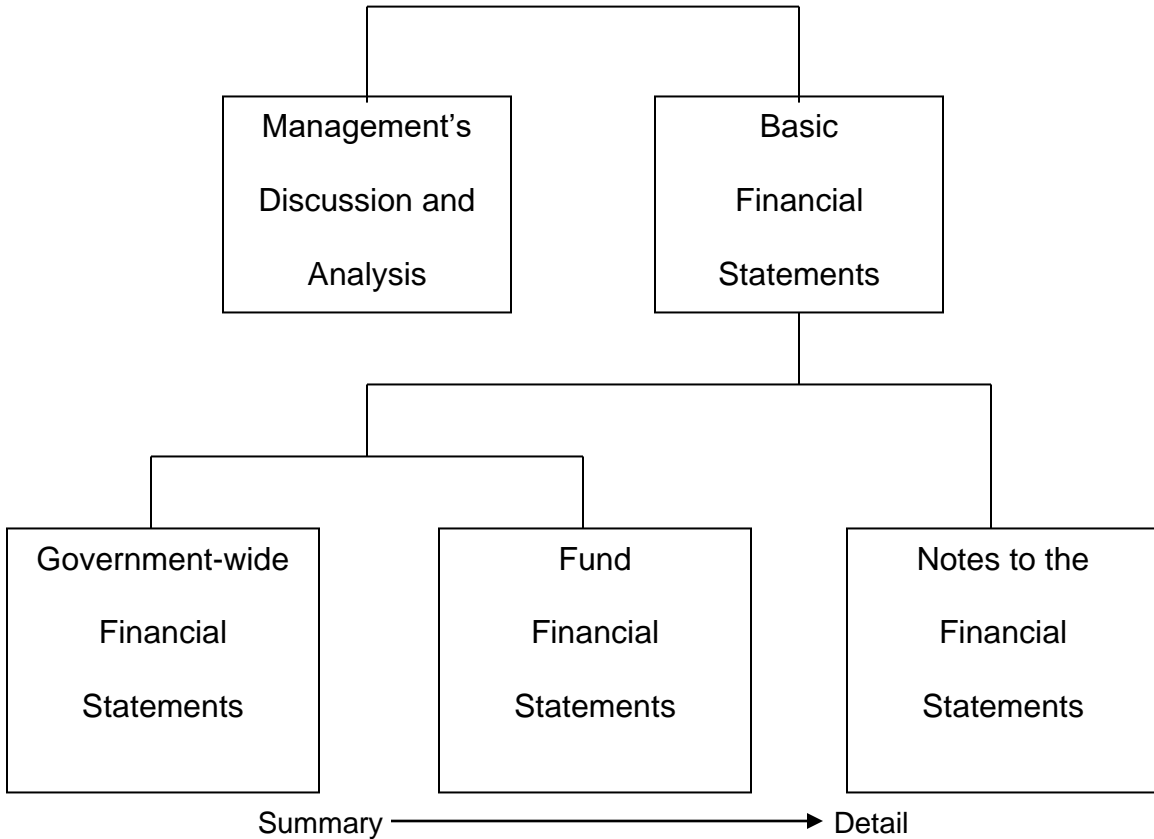 Management’s
Discussion and
Analysis
Basic
Financial
Statements
Government-wide
Financial
Statements
Fund
Financial
Statements
Notes to the
Financial
Statements
Summary
Detail